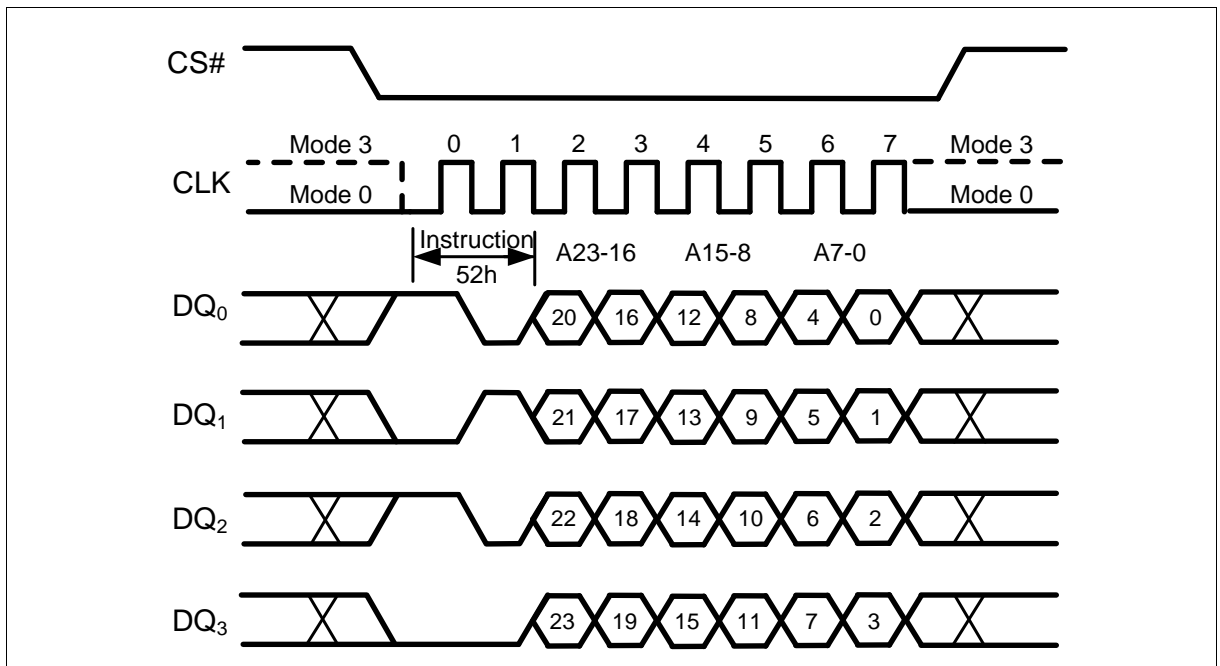 CS#
Mode 3 0 1 2 3 4 5 6 7 Mode 3
CLK
Mode 0 Mode 0
Instruction
52h
A23-16 A15-8 A7-0
DQ0 20 16 12 8 4 0
DQ1 21 17 13 9 5 1
DQ2 22 18 14 10 6 2
DQ3 23 19 15 11 7 3